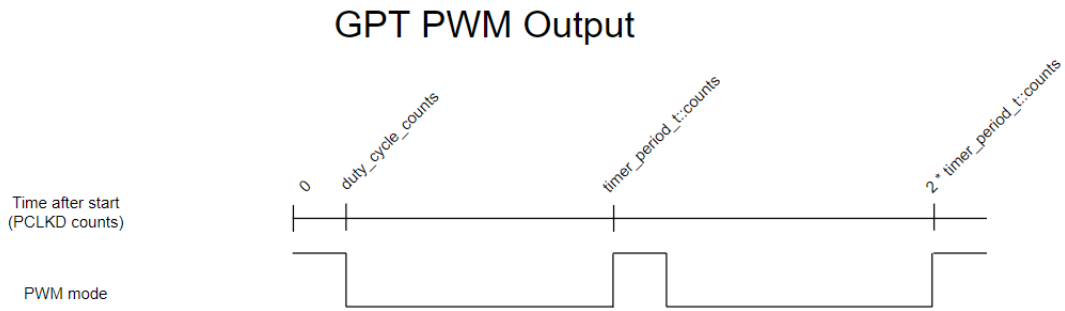 GPT PWM Output
0
duty_cycle_counts
timer_period_t::counts
2 * timer_period_t::counts
Time after start
(PCLKD counts)
PWM mode